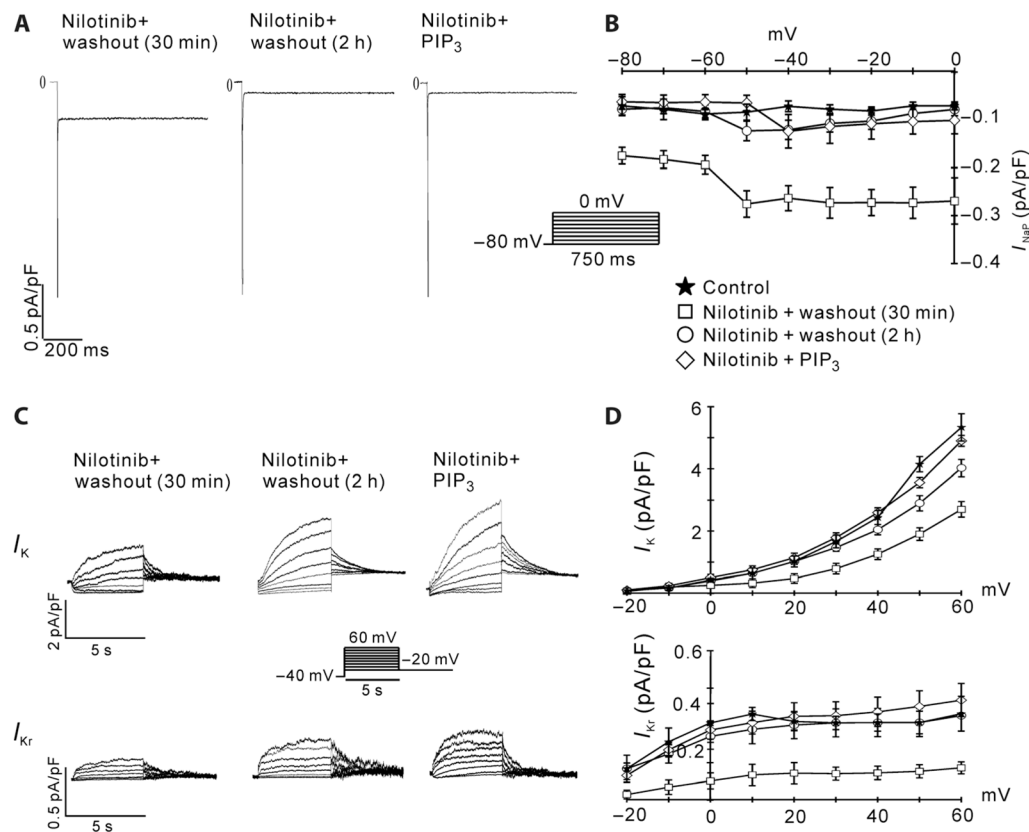 A
Nilotinib+
washout (30 min)
Nilotinib+
washout (2 h)
Nilotinib+
PIP3
0
0
0
0.5 pA/pF
200 ms
B
mV
−80 −60 −40 −20 0
−0.1
−0.2
−0.3
−0.4
INaP (pA/pF)
0 mV
−80 mV
750 ms
Control
Nilotinib + washout (30 min)
Nilotinib + washout (2 h)
Nilotinib + PIP3
C
Nilotinib+
washout (30 min)
Nilotinib+
washout (2 h)
Nilotinib+
PIP3
IK
2 pA/pF
5 s
60 mV
−20 mV
−40 mV
5 s
IKr
0.5 pA/pF
5 s
D
IK (pA/pF)
6
4
2
−20 0 20 40 60
mV
IKr (pA/pF)
0.6
0.4
0.2
mV
−20 0 20 40 60